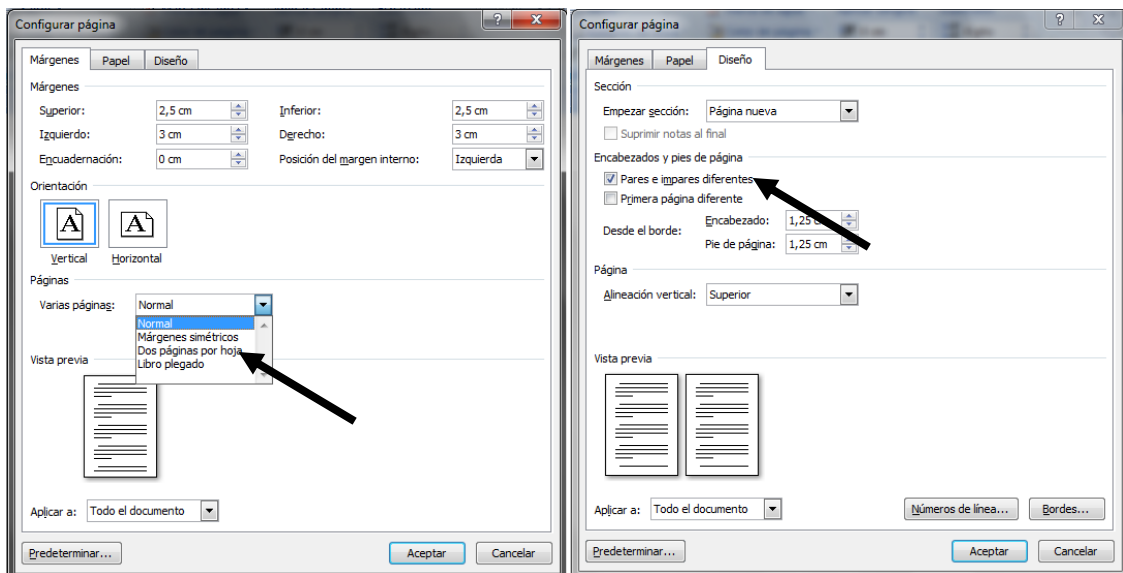 Configurar página
Márgenes Papel Diseño
Márgenes
Superior: 2,5 cm Inferior: 2,5 cm
Izquierdo: 3 cm Derecho: 3 cm
Encuadernación: 0 cm Posición del margen interno: Izquierda
Orientación
A A
Vertical Horizontal
Páginas
Varias páginas: Normal
Normal
Márgenes simétricos
Dos páginas por hoja
Libro plegado
Vista previa
Aplicar a: Todo el documento
Predeterminar... Aceptar Cancelar
Configurar página
Márgenes Papel Diseño
Sección
Empezar sección: Página nueva
Suprimir notas al final
Encabezados y pies de página
Pares e impares diferentes
Primera página diferente
Desde el borde:
Encabezado: 1,25
Pie de página: 1,25 cm
Página
Alineación vertical: Superior
Vista previa
Aplicar a: Todo el documento Números de línea... Bordes...
Predeterminar... Aceptar Cancelar